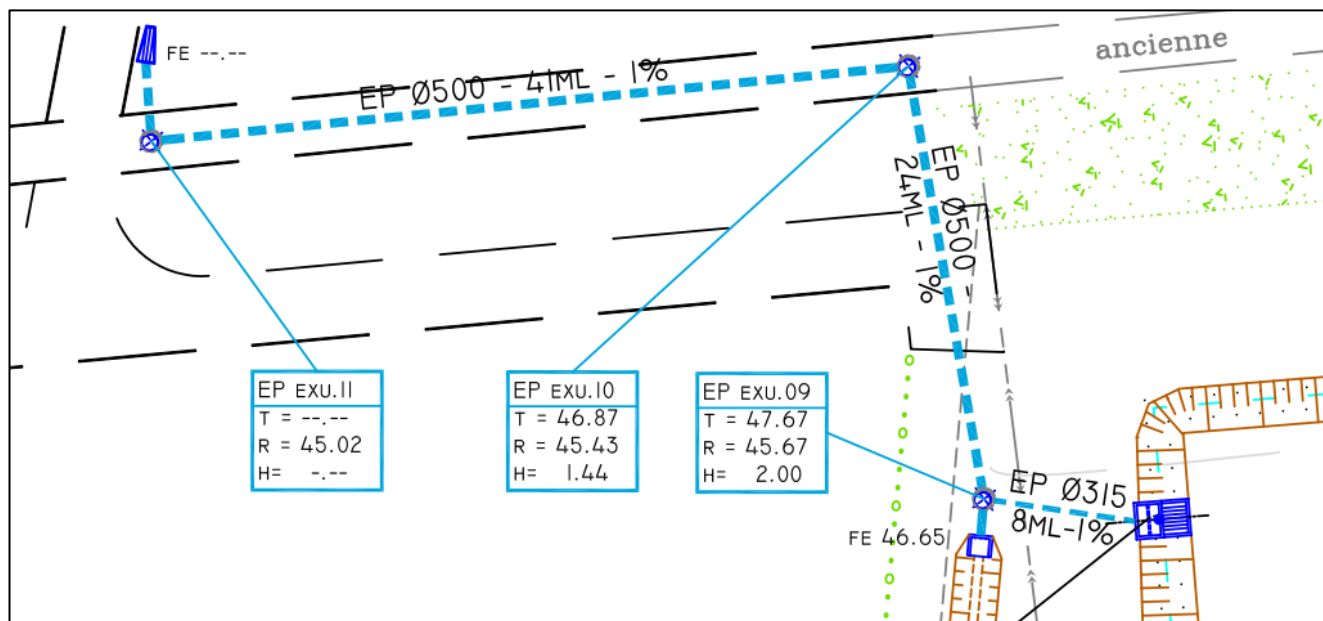 FE --.--
EP Ø500 - 41ML - 1%
ancienne
EP Ø500 -
24ML - 1%
EP EXU.11
T = --.--
R = 45.02
H= -.--
EP EXU.10
T = 46.87
R = 45.43
H= 1.44
EP EXU.09
T = 47.67
R = 45.67
H= 2.00
EP Ø315
8ML-1%
FE 46.65